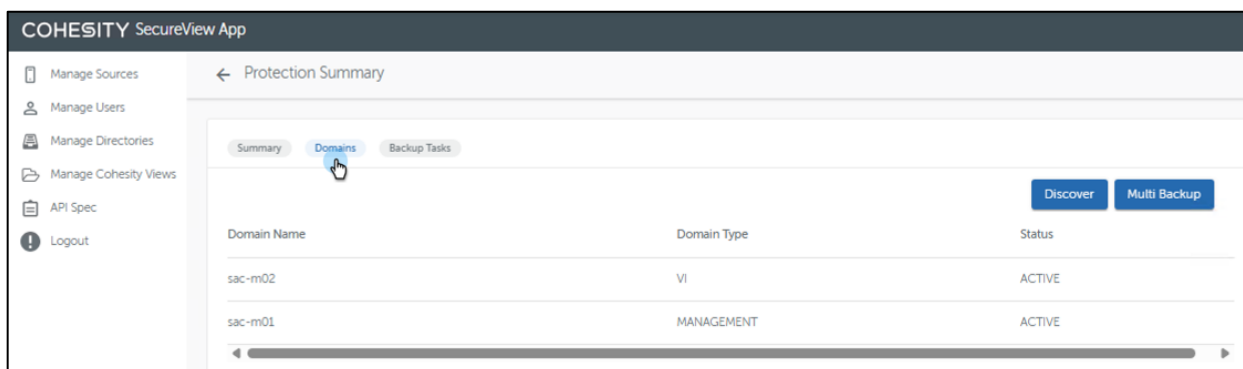 COHESITY SecureView App
Manage Sources
Manage Users
Manage Directories
Manage Cohesity Views
API Spec
Logout
Protection Summary
Summary Domains Backup Tasks
Discover Multi Backup
Domain Name Domain Type Status
sac-m02 VI ACTIVE
sac-m01 MANAGEMENT ACTIVE